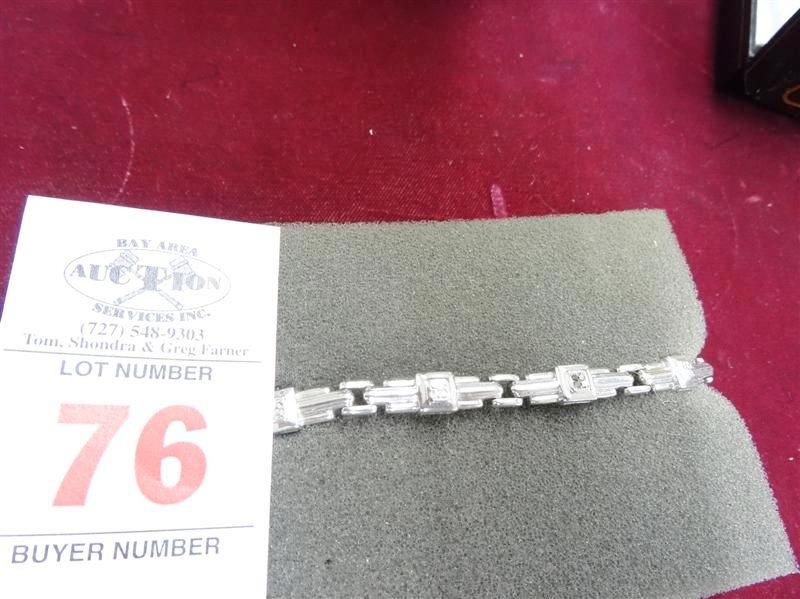 BAY AREA
AUCTION
SERVICES INC.
(727) 548-9303
Tom, Shondra & Greg Farner
LOT NUMBER
76
BUYER NUMBER